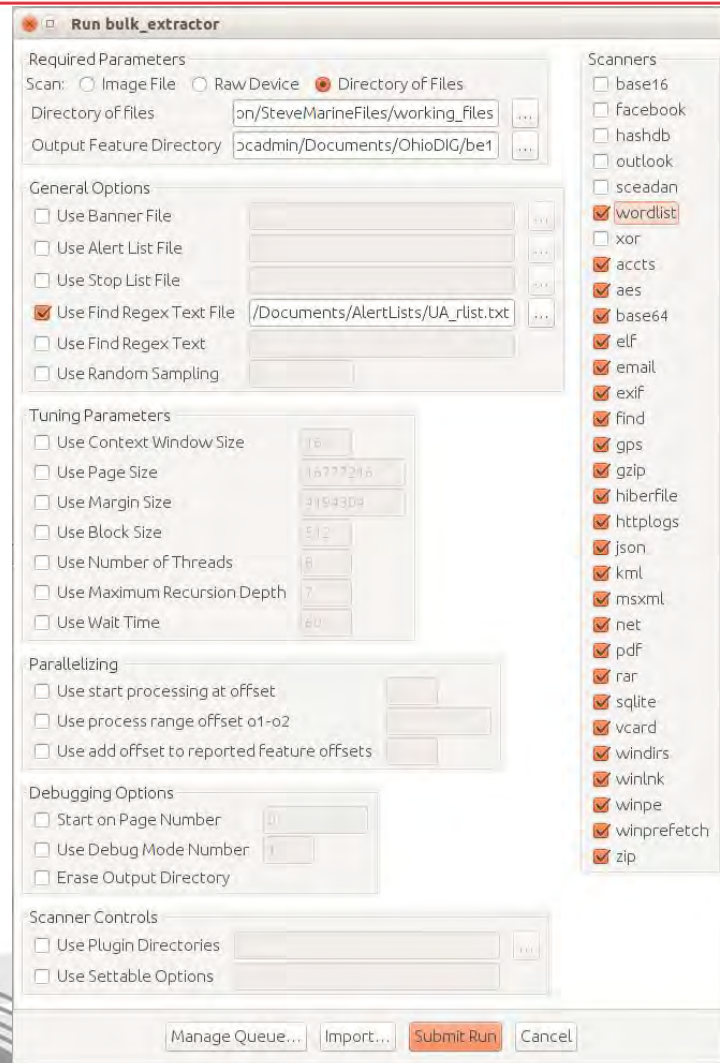 Run bulk_extractor
Required Parameters
Scan: Image File Raw Device Directory of Files
Directory of files on/SteveMarineFiles/working_files ...
Output Feature Directory ocadmin/Documents/OhioDIG/be1 ...
General Options
Use Banner File ...
Use Alert List File ...
Use Stop List File ...
Use Find Regex Text File /Documents/AlertLists/UA_rlist.txt ...
Use Find Regex Text
Use Random Sampling
Tuning Parameters
Use Context Window Size 16
Use Page Size 16777216
Use Margin Size 4194304
Use Block Size 512
Use Number of Threads
Use Maximum Recursion Depth 7
Use Wait Time 60
Parallelizing
Use start processing at offset
Use process range offset o1-o2
Use add offset to reported feature offsets
Debugging Options
Start on Page Number 0
Use Debug Mode Number 1
Erase Output Directory
Scanner Controls
Use Plugin Directories ...
Use Settable Options
Scanners
base16
facebook
hashdb
outlook
sceadan
wordlist
xor
accts
aes
base64
elf
email
exif
find
gps
gzip
hiberfile
httplogs
json
kml
msxml
net
pdf
rar
sqlite
vcard
windirs
winlnk
winpe
winprefetch
zip
Manage Queue... Import... Submit Run Cancel